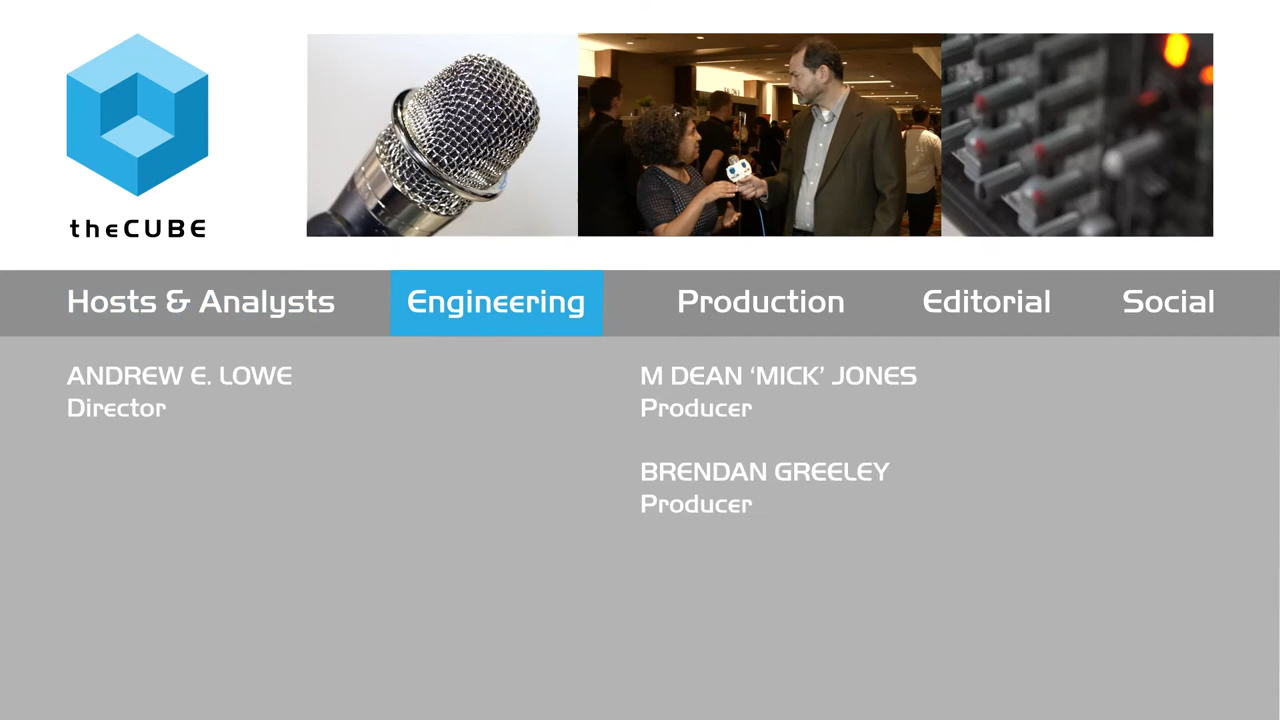 theCUBE
Hosts & Analysts
Engineering
Production
Editorial
Social
ANDREW E. LOWE
Director
M DEAN ‘MICK’ JONES
Producer
BRENDAN GREELEY
Producer